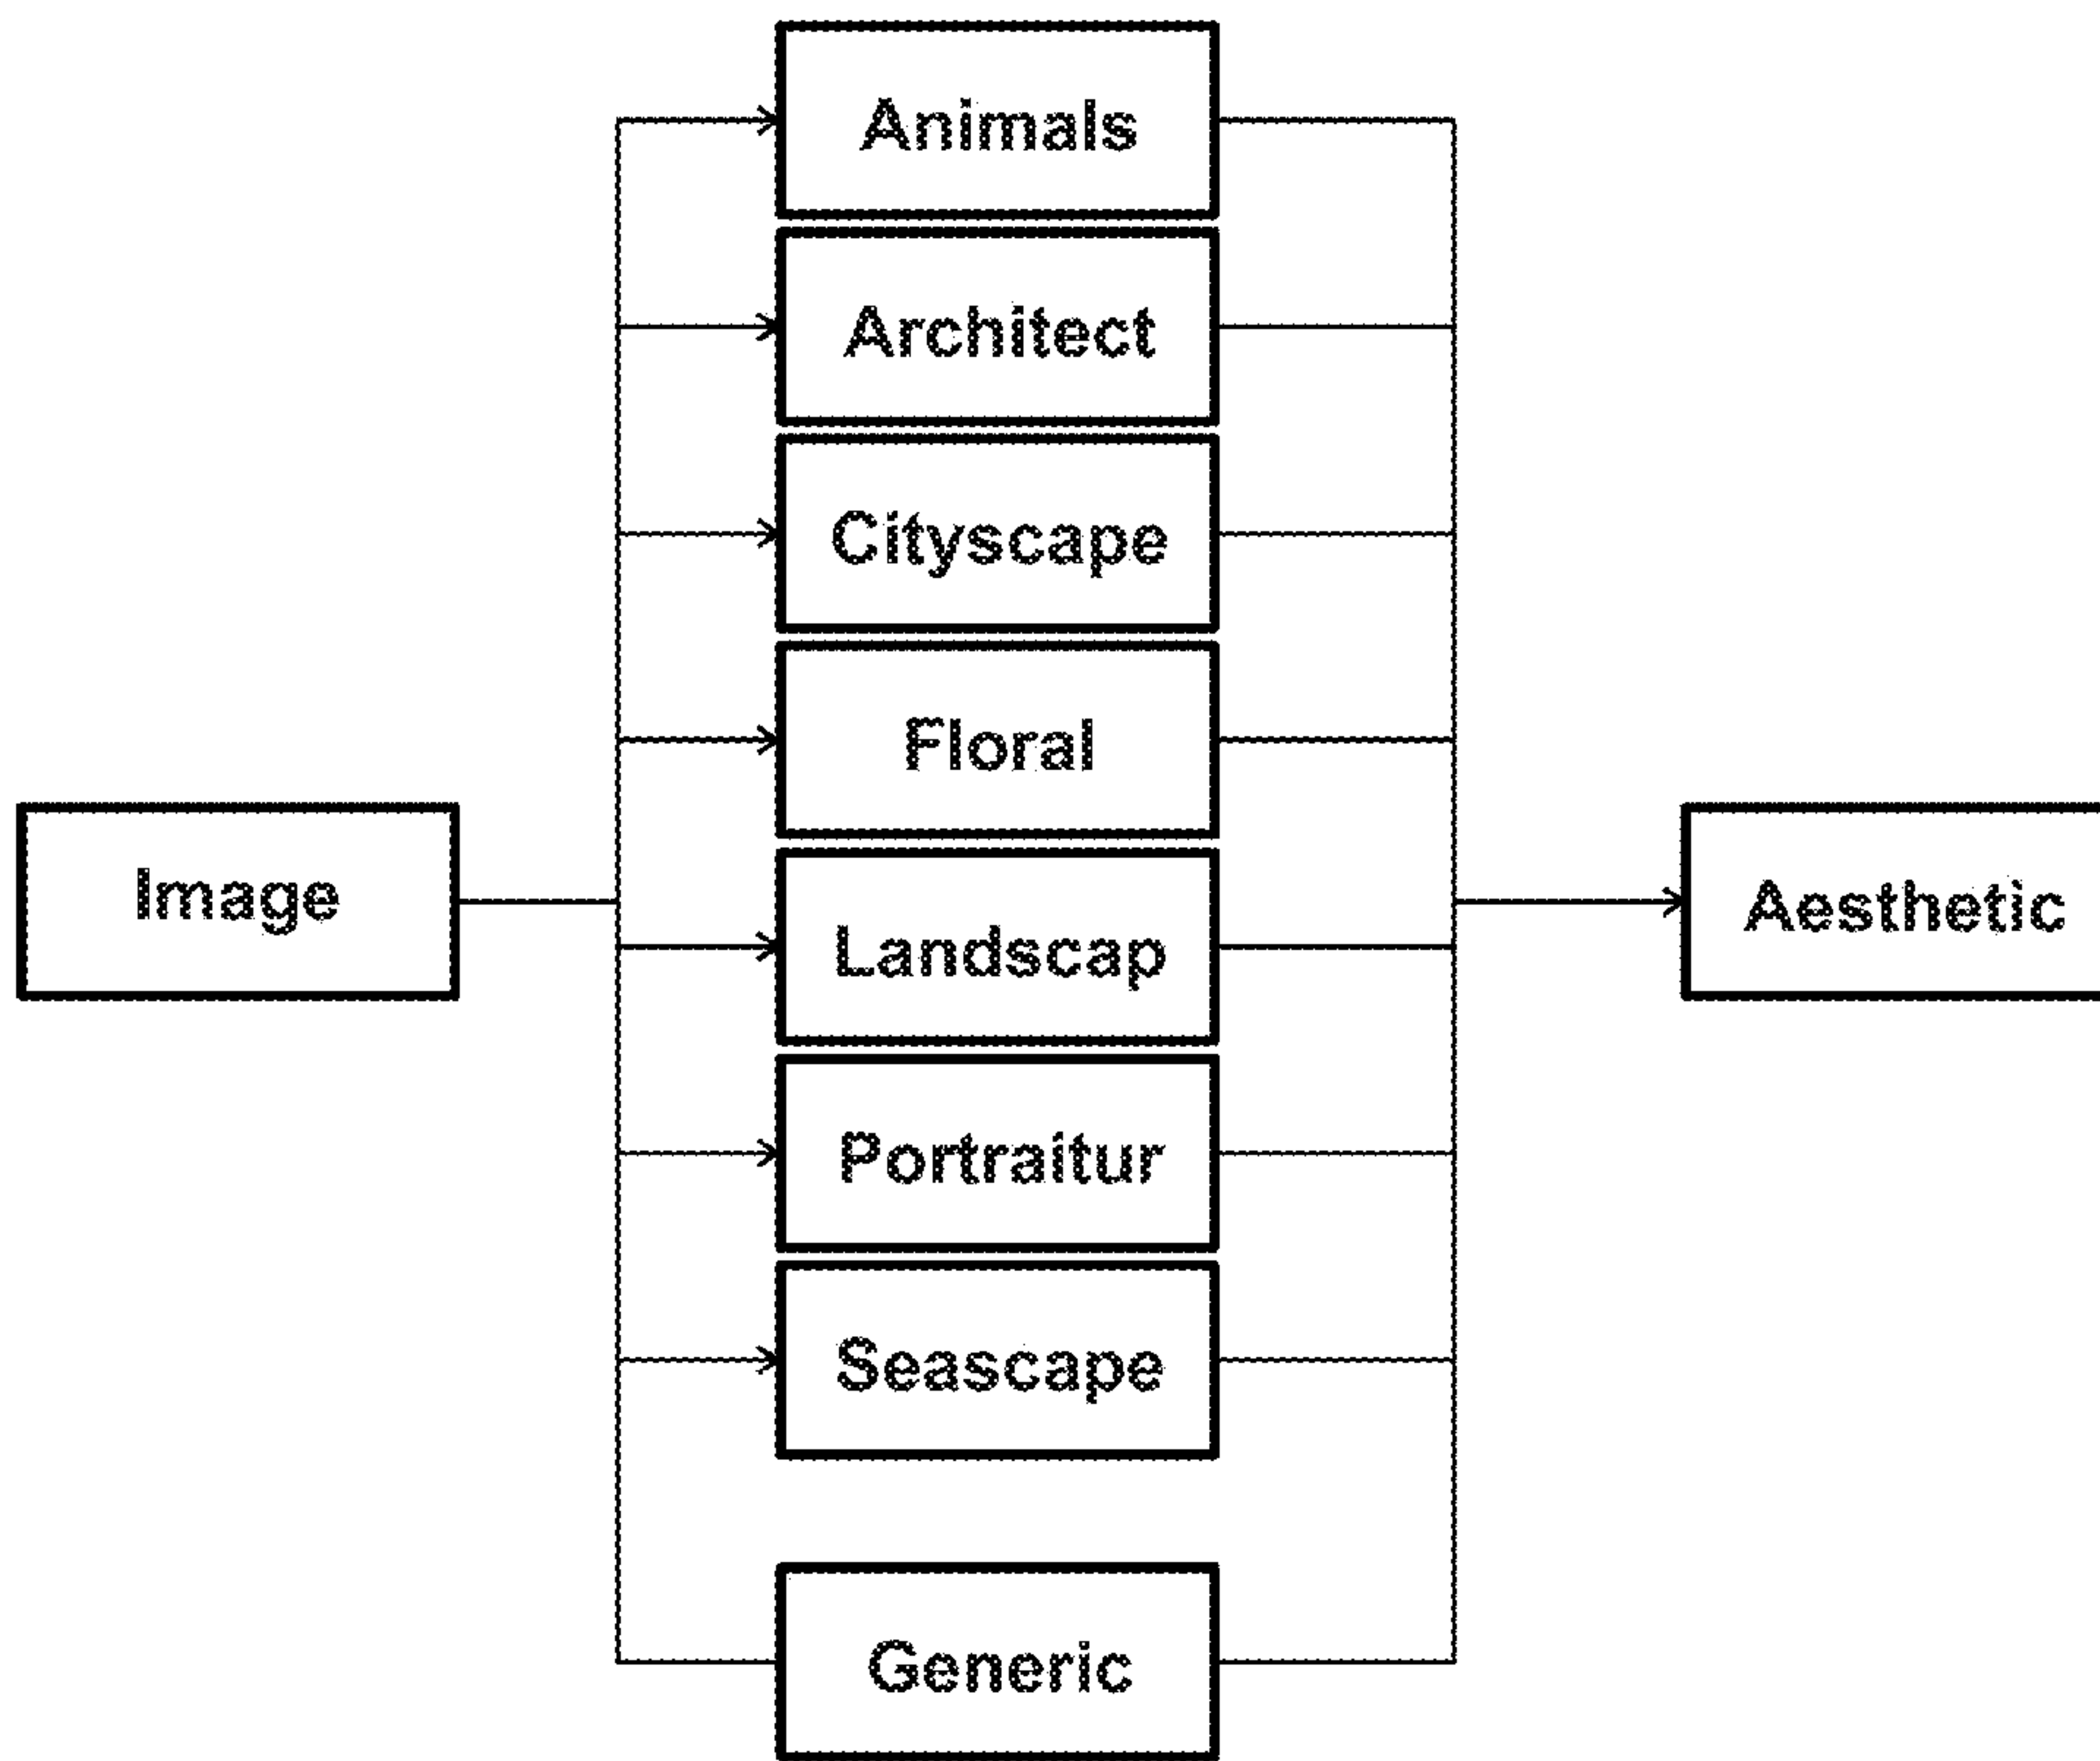 Animals
Architect
Cityscape
Floral
Image
Landscap
Aesthetic
Portraitur
Seascape
Generic